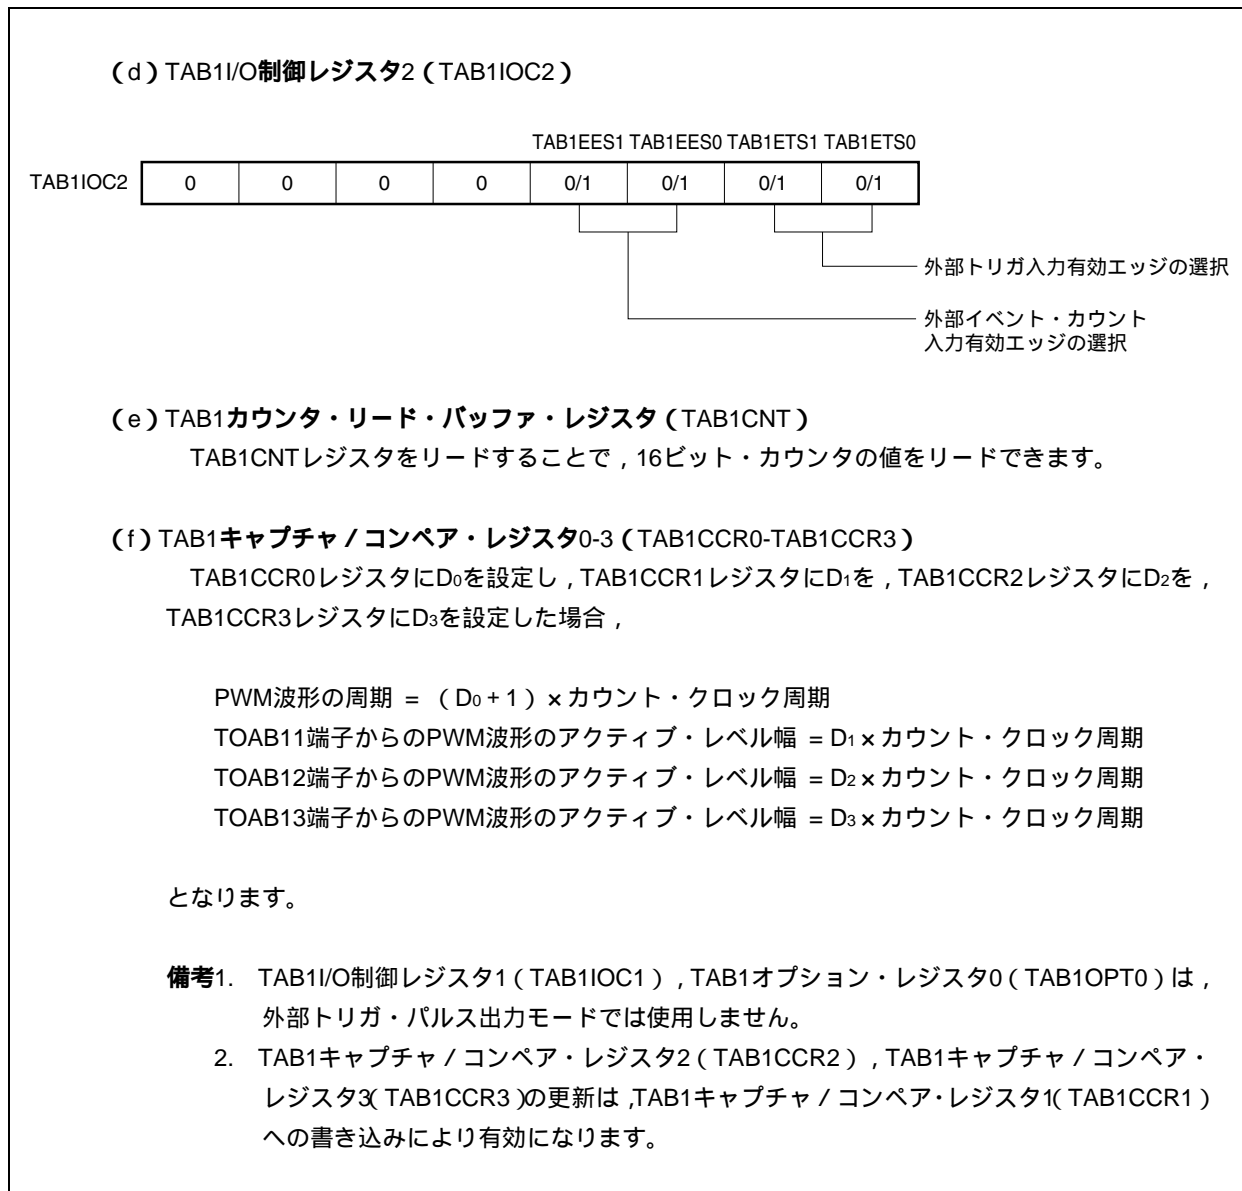 （d）TAB1I/O制御レジスタ2（TAB1IOC2）
TAB1EES1 TAB1EES0 TAB1ETS1 TAB1ETS0
TAB1IOC2 0 0 0 0 0/1 0/1 0/1 0/1
外部トリガ入力有効エッジの選択
外部イベント・カウント
入力有効エッジの選択
（e）TAB1カウンタ・リード・バッファ・レジスタ（TAB1CNT）
TAB1CNTレジスタをリードすることで，16ビット・カウンタの値をリードできます。
（f）TAB1キャプチャ／コンペア・レジスタ0-3（TAB1CCR0-TAB1CCR3）
TAB1CCR0レジスタにD0を設定し，TAB1CCR1レジスタにD1を，TAB1CCR2レジスタにD2を，
TAB1CCR3レジスタにD3を設定した場合，
PWM波形の周期 ＝ （D0＋1）×カウント・クロック周期
TOAB11端子からのPWM波形のアクティブ・レベル幅 ＝D1×カウント・クロック周期
TOAB12端子からのPWM波形のアクティブ・レベル幅 ＝D2×カウント・クロック周期
TOAB13端子からのPWM波形のアクティブ・レベル幅 ＝D3×カウント・クロック周期
となります。
備考1. TAB1I/O制御レジスタ1（TAB1IOC1），TAB1オプション・レジスタ0（TAB1OPT0）は，
外部トリガ・パルス出力モードでは使用しません。
2. TAB1キャプチャ／コンペア・レジスタ2（TAB1CCR2），TAB1キャプチャ／コンペア・
レジスタ3（TAB1CCR3）の更新は，TAB1キャプチャ／コンペア・レジスタ1（TAB1CCR1）
への書き込みにより有効になります。